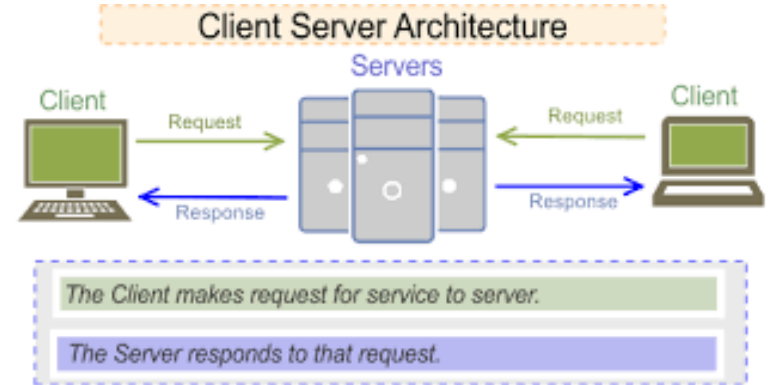 Client Server Architecture
Servers
Client
Client
Request
Request
Response
Response
The Client makes request for service to server.
The Server responds to that request.